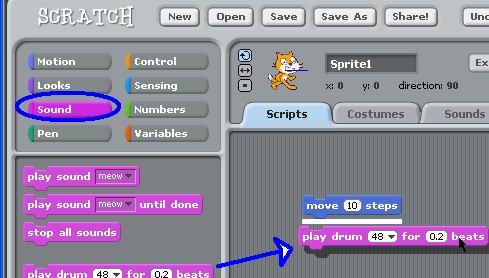 SCRATCH New Open Save Save As Share!
Motion Control
Looks Sensing
Sound Numbers
Pen Variables
play sound meow
play sound meow until done
stop all sounds
play drum 48 for 0.2 beats
Sprite1
x: 0 y: 0 direction: 90
Scripts Costumes Sounds
move 10 steps
play drum 48 for 0.2 beats